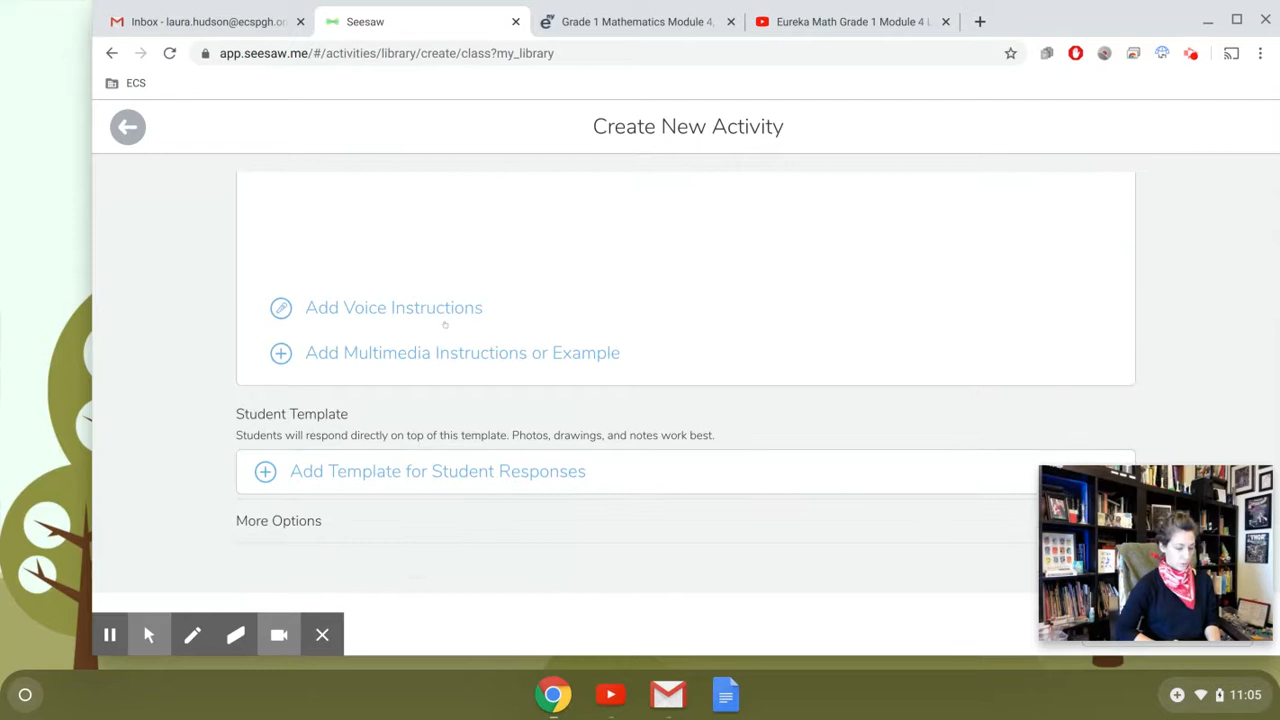 Inbox - laura.hudson@ecspgh.or
Seesaw
Grade 1 Mathematics Module 4,
Eureka Math Grade 1 Module 4 L
app.seesaw.me/#/activities/library/create/class?my_library
ECS
Create New Activity
Add Voice Instructions
Add Multimedia Instructions or Example
Student Template
Students will respond directly on top of this template. Photos, drawings, and notes work best.
Add Template for Student Responses
More Options
11:05